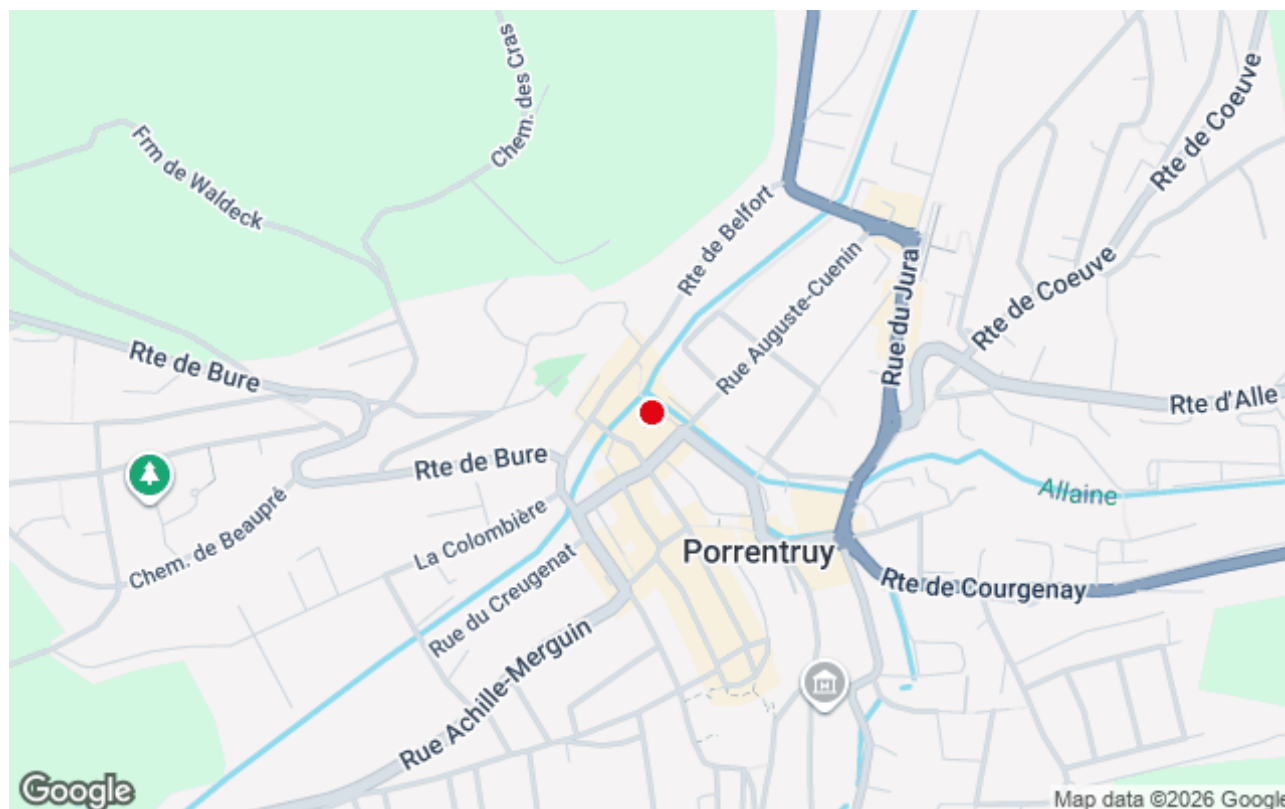 Chem. des Cras
Frm de Waldeck
Rte de Coeuve
Rte de Belfort
Rue Auguste-Cuenin
Rue du Jura
Rte de Coeuve
Rte de Bure
Rte d'Alle
Rte de Bure
Allaine
Chem. de Beaupré
La Colombière
Porrentruy
Rue du Creugenat
Rte de Courgenay
Rue Achille-Merguin
Google
Map data ©2026 Google